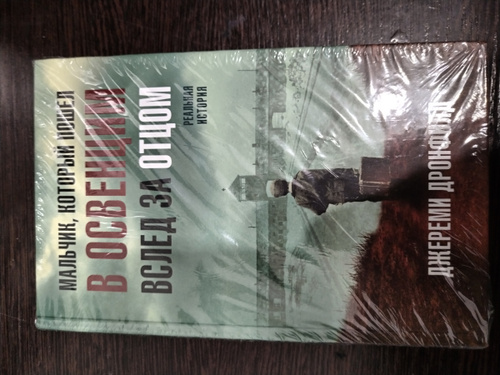 МАЛЬЧИК, КОТОРЫЙ ПОШЕЛ
В ОСВЕНЦИМ
ВСЛЕД ЗА ОТЦОМ
РЕАЛЬНАЯ
ИСТОРИЯ
ДЖЕРЕМИ ДРОНФИЛД